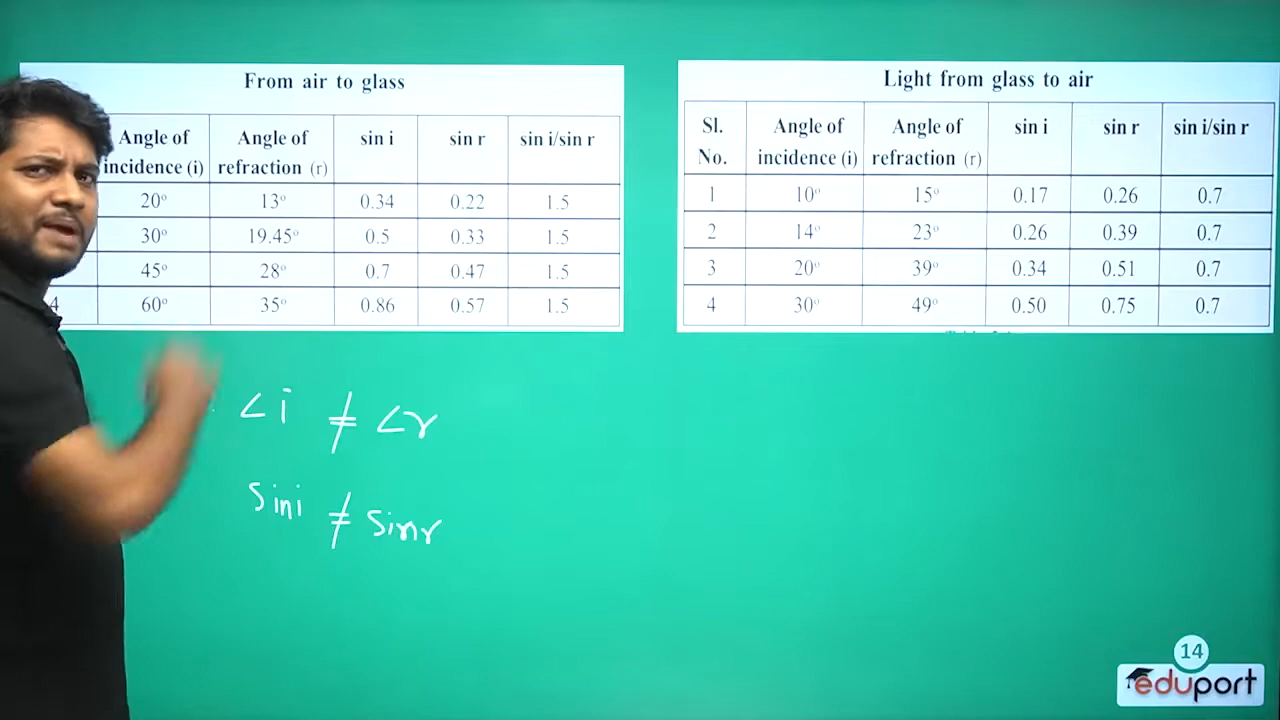 From air to glass
Angle of incidence (i) Angle of refraction (r) sin i sin r sin i/sin r
20° 13° 0.34 0.22 1.5
30° 19.45° 0.5 0.33 1.5
45° 28° 0.7 0.47 1.5
4 60° 35° 0.86 0.57 1.5
Light from glass to air
Sl. No. Angle of incidence (i) Angle of refraction (r) sin i sin r sin i/sin r
1 10° 15° 0.17 0.26 0.7
2 14° 23° 0.26 0.39 0.7
3 20° 39° 0.34 0.51 0.7
4 30° 49° 0.50 0.75 0.7
∠i ≠ ∠r
sini ≠ sinr
14
eduport